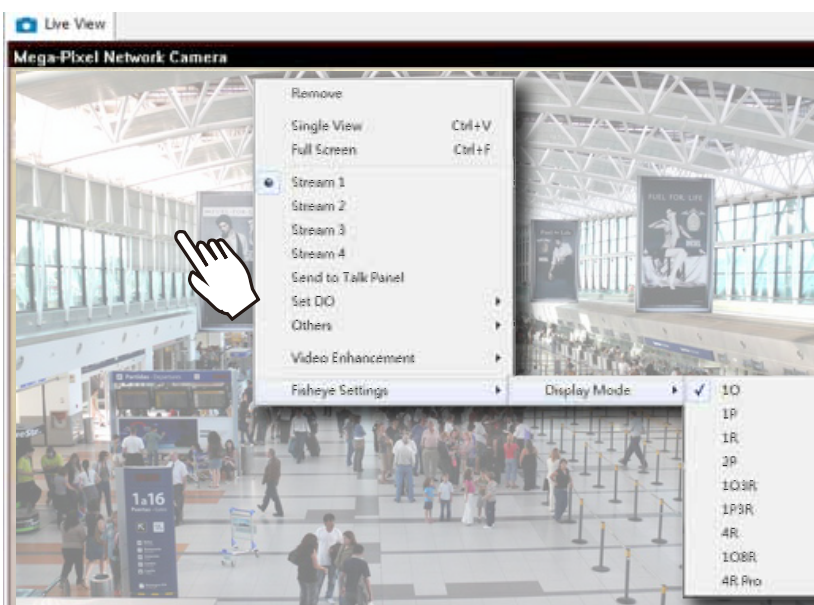 Live View
Mega-Pixel Network Camera
Remove
Single View Ctrl+V
Full Screen Ctrl+F
Stream 1
Stream 2
Stream 3
Stream 4
Send to Talk Panel
Set DO
Others
Video Enhancement
Fisheye Settings
Display Mode
1O
1P
1R
2P
1O3R
1P3R
4R
1O8R
4R Pro
FUEL FOR LIFE
Partidas
1a16